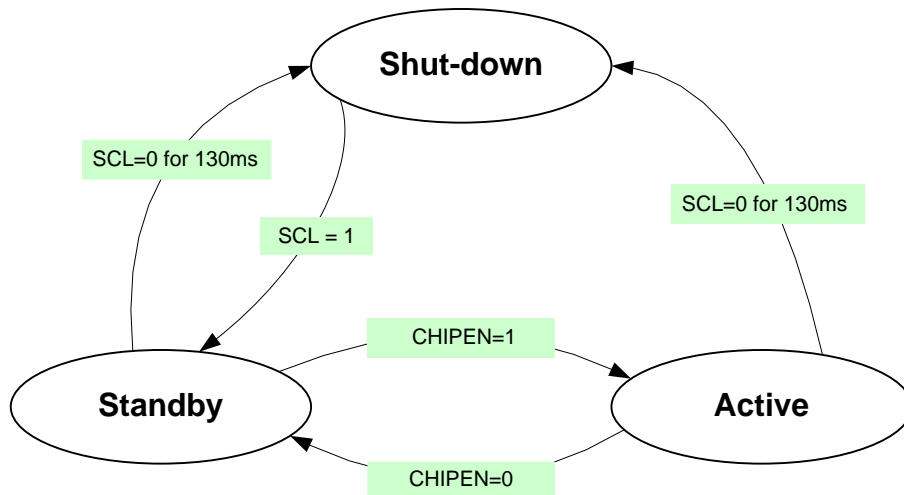 Shut-down
SCL=0 for 130ms
SCL=0 for 130ms
SCL = 1
CHIPEN=1
Standby
Active
CHIPEN=0